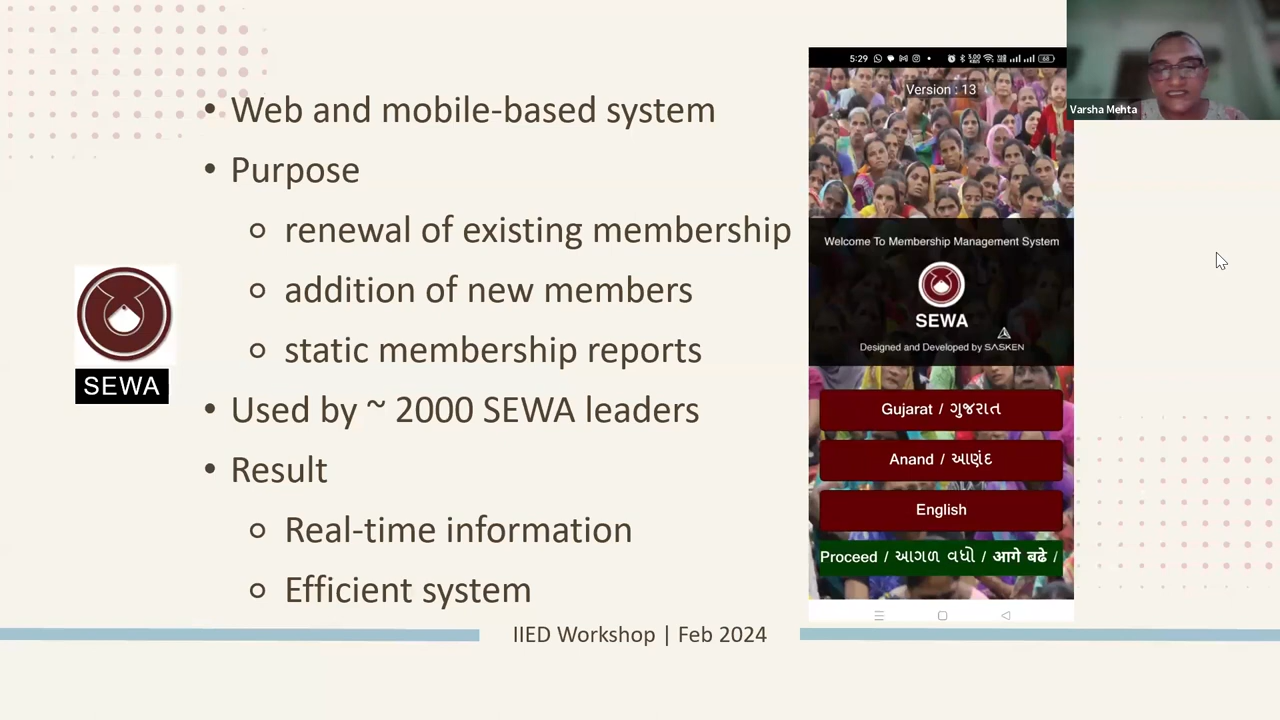 • Web and mobile-based system
• Purpose
○ renewal of existing membership
○ addition of new members
○ static membership reports
• Used by ~ 2000 SEWA leaders
• Result
○ Real-time information
○ Efficient system
SEWA
IIED Workshop | Feb 2024
5:29
Version : 13
Welcome To Membership Management System
SEWA
Designed and Developed by SASKEN
Gujarat / ગુજરાત
Anand / આણંદ
English
Proceed / આગળ વધો / आगे बढे /
Varsha Mehta